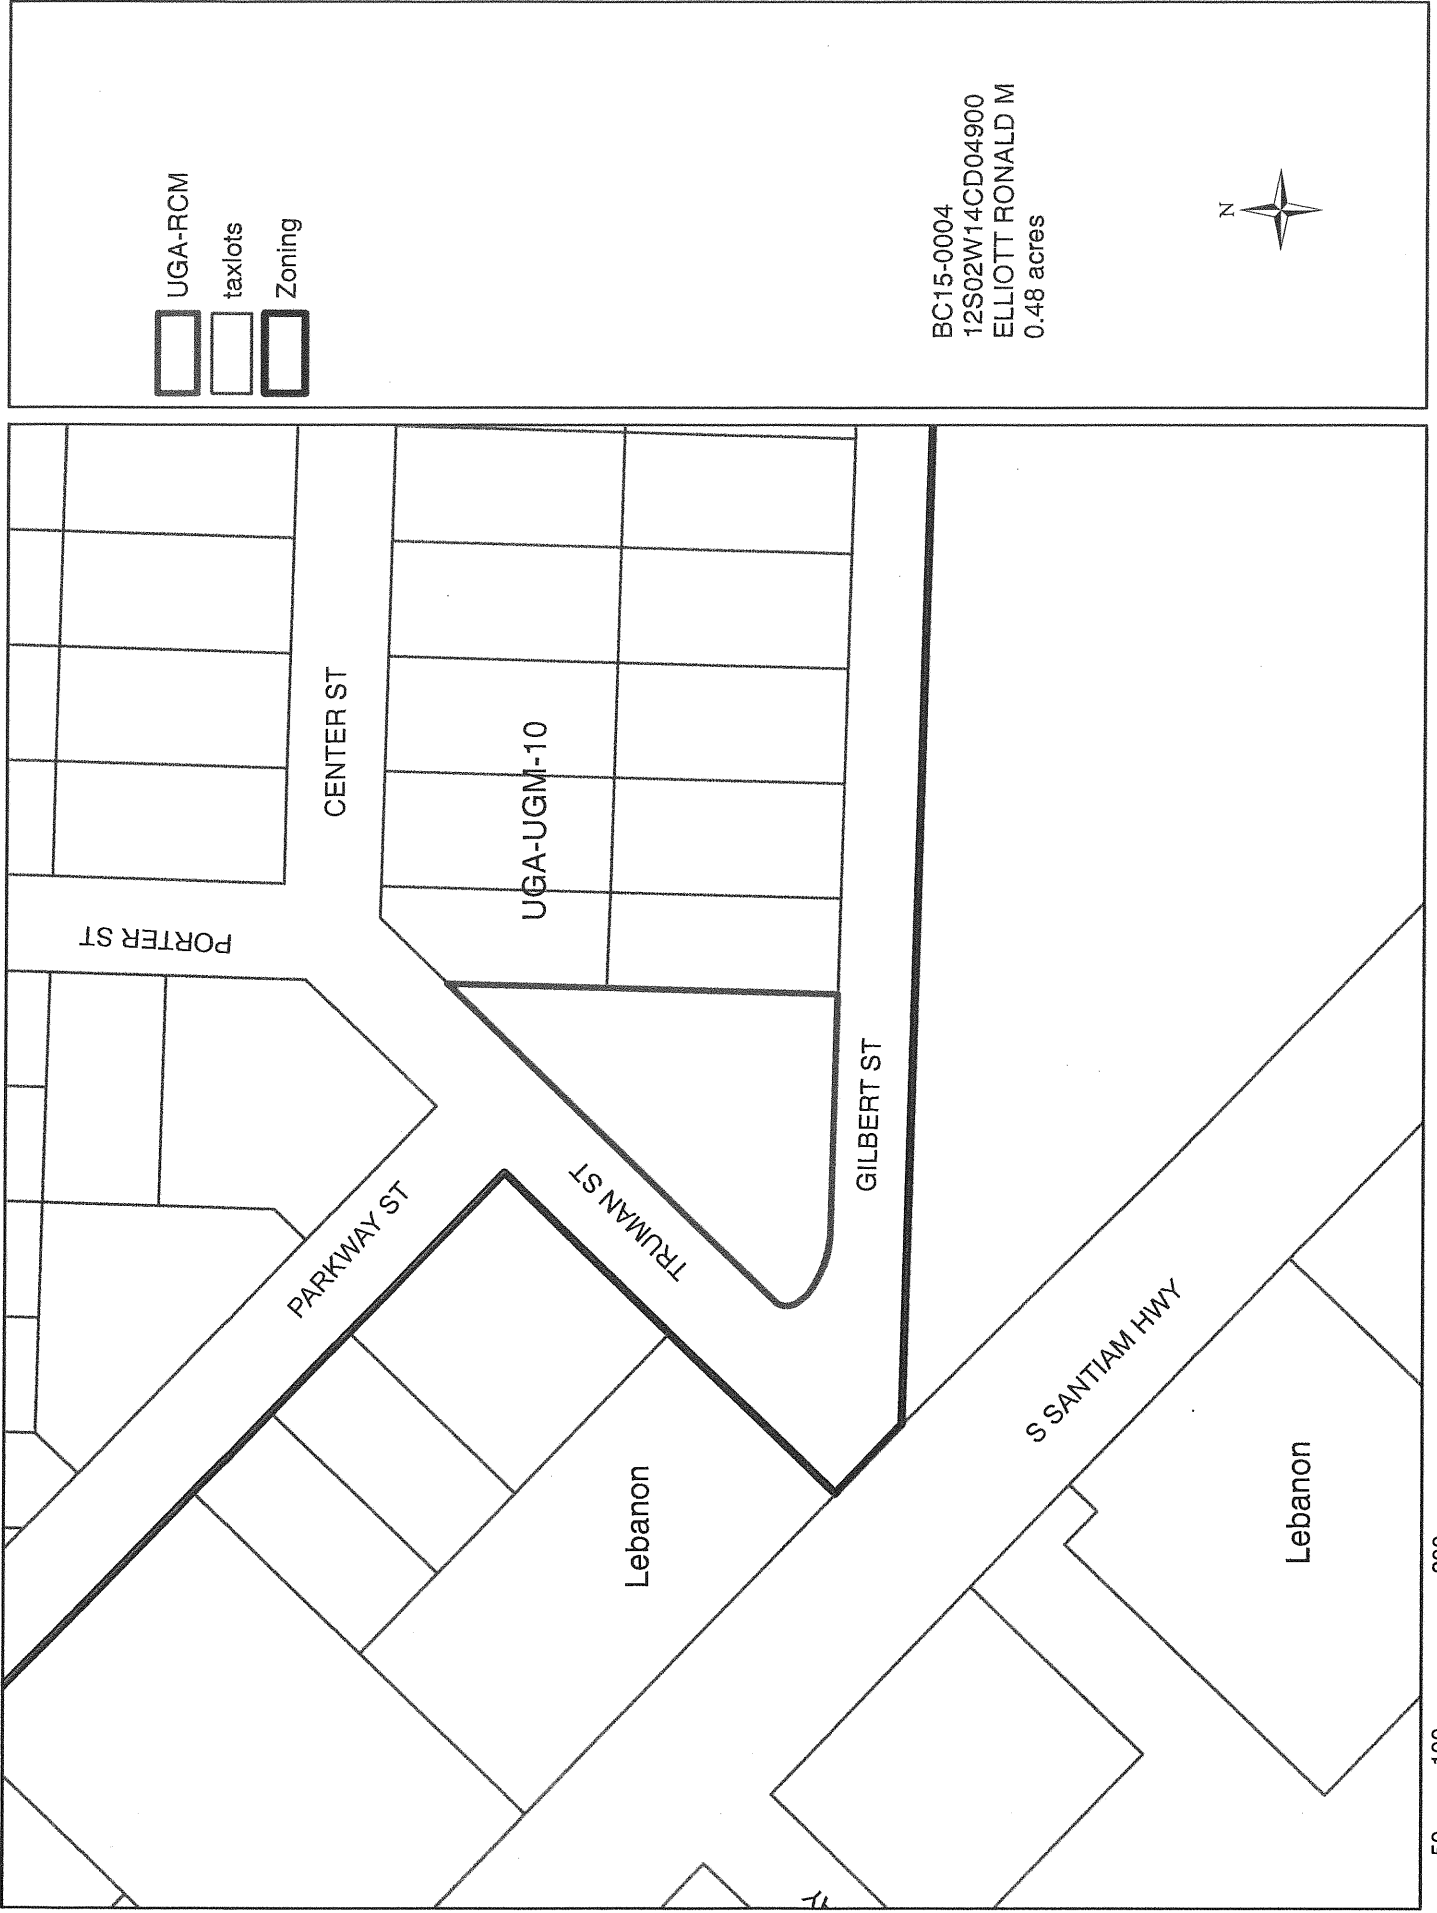 UGA-RCM
taxlots
Zoning
BC15-0004
12S02W14CD04900
ELLIOTT RONALD M
0.48 acres
N
PORTER ST
CENTER ST
UGA-UGM-10
PARKWAY ST
TRUMAN ST
GILBERT ST
S SANTIAM HWY
Lebanon
Lebanon